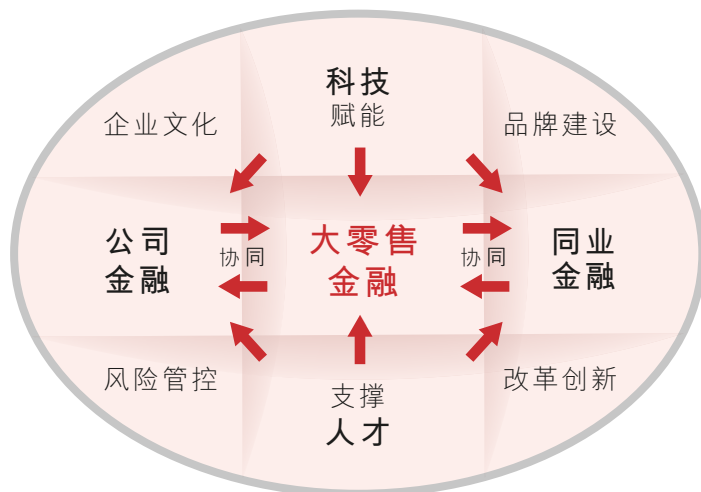 科技
赋能
企业文化
品牌建设
公司
金融
协同
大零售
金融
协同
同业
金融
风险管控
支撑
人才
改革创新